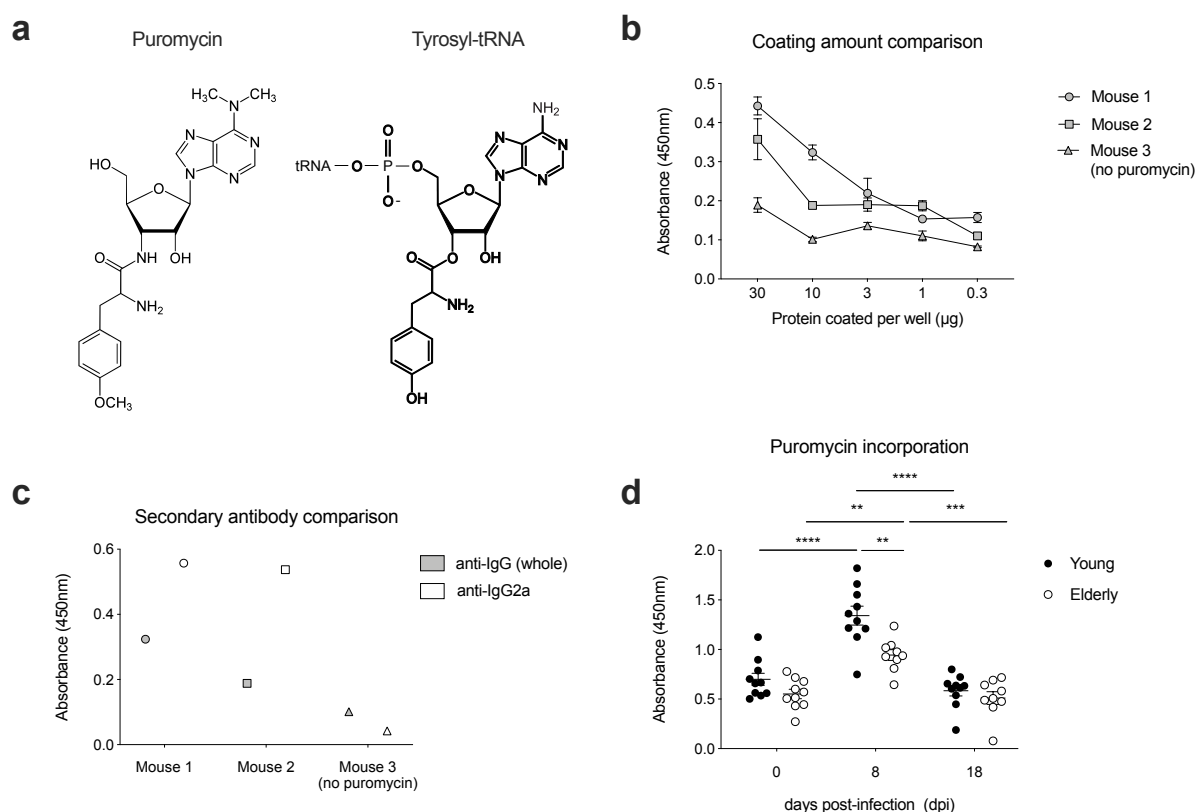 a
Puromycin
Tyrosyl-tRNA
H₃C
CH₃
N
N
N
N
N
HO
O
O
NH
OH
NH₂
OCH₃
NH₂
N
N
N
N
O
tRNA
O
P
O
O-
O
O
O
OH
NH₂
OH
b
Coating amount comparison
Absorbance (450nm)
0.5
0.4
0.3
0.2
0.1
0.0
30
10
3
1
0.3
Protein coated per well (μg)
Mouse 1
Mouse 2
Mouse 3
(no puromycin)
c
Secondary antibody comparison
Absorbance (450nm)
0.6
0.4
0.2
0.0
Mouse 1
Mouse 2
Mouse 3
(no puromycin)
anti-IgG (whole)
anti-IgG2a
d
Puromycin incorporation
****
**
***
****
**
Absorbance (450nm)
2.0
1.5
1.0
0.5
0.0
0
8
18
days post-infection (dpi)
Young
Elderly